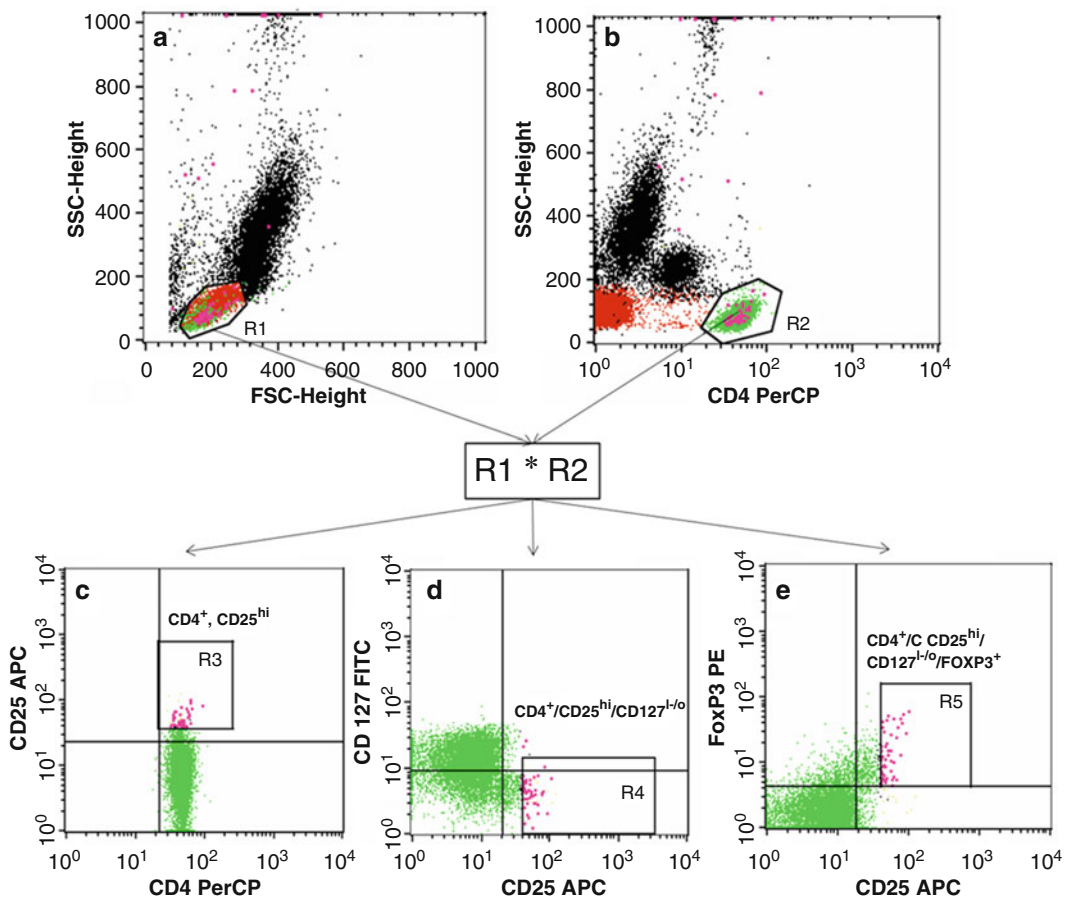 a
SSC-Height
1000
800
600
400
200
0
R1
0 200 400 600 800 1000
FSC-Height
b
SSC-Height
1000
800
600
400
200
0
R2
10^0 10^1 10^2 10^3 10^4
CD4 PerCP
R1 * R2
c
CD25 APC
10^4
10^3
10^2
10^1
10^0
CD4+, CD25hi
R3
10^0 10^1 10^2 10^3 10^4
CD4 PerCP
d
CD 127 FITC
10^4
10^3
10^2
10^1
10^0
CD4+/CD25hi/CD127l-/o
R4
10^0 10^1 10^2 10^3 10^4
CD25 APC
e
FoxP3 PE
10^4
10^3
10^2
10^1
10^0
CD4+/C CD25hi/
CD127l-/o/FOXP3+
R5
10^0 10^1 10^2 10^3 10^4
CD25 APC